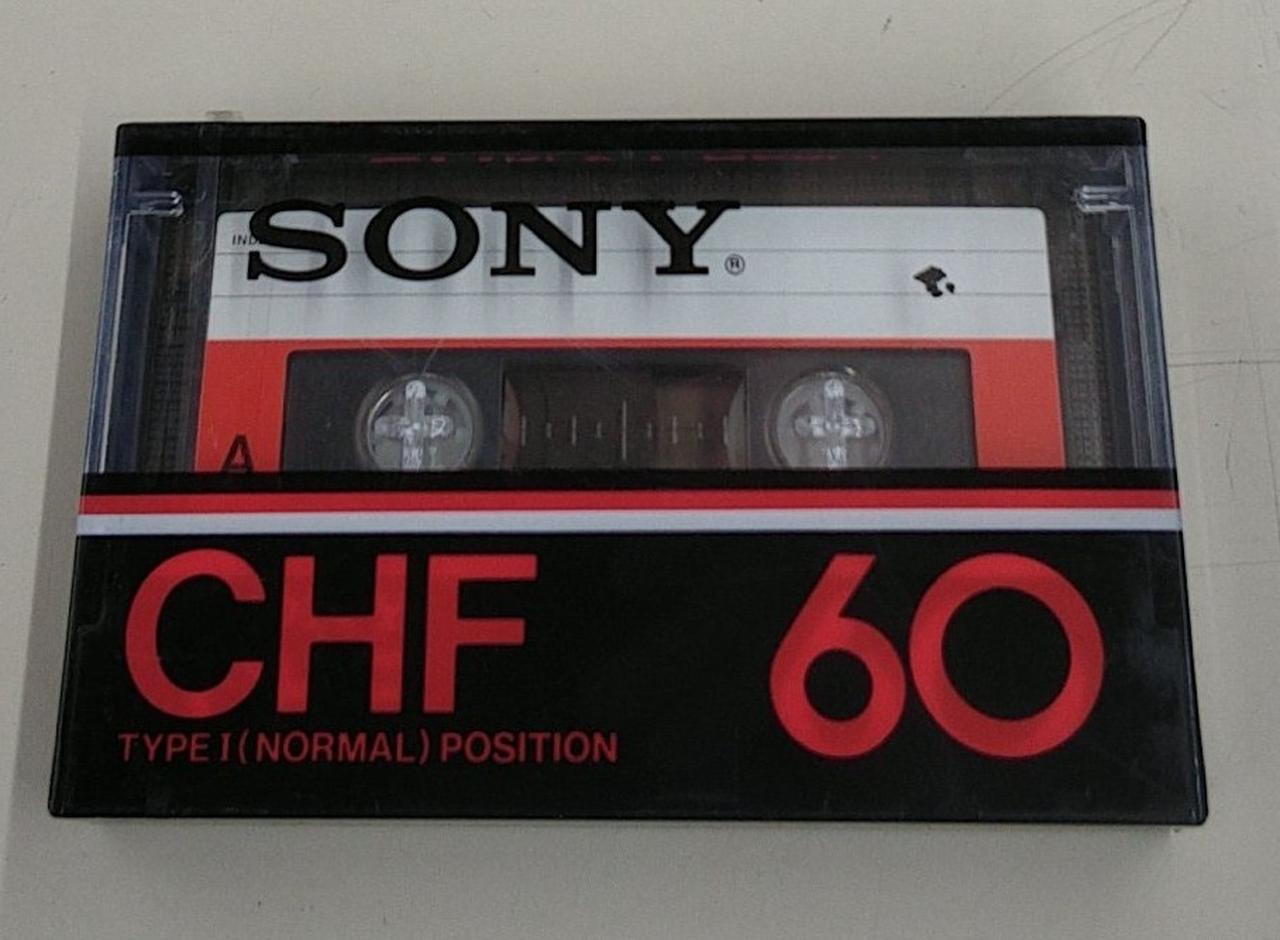 SONY®
A
CHF 60
TYPE I (NORMAL) POSITION